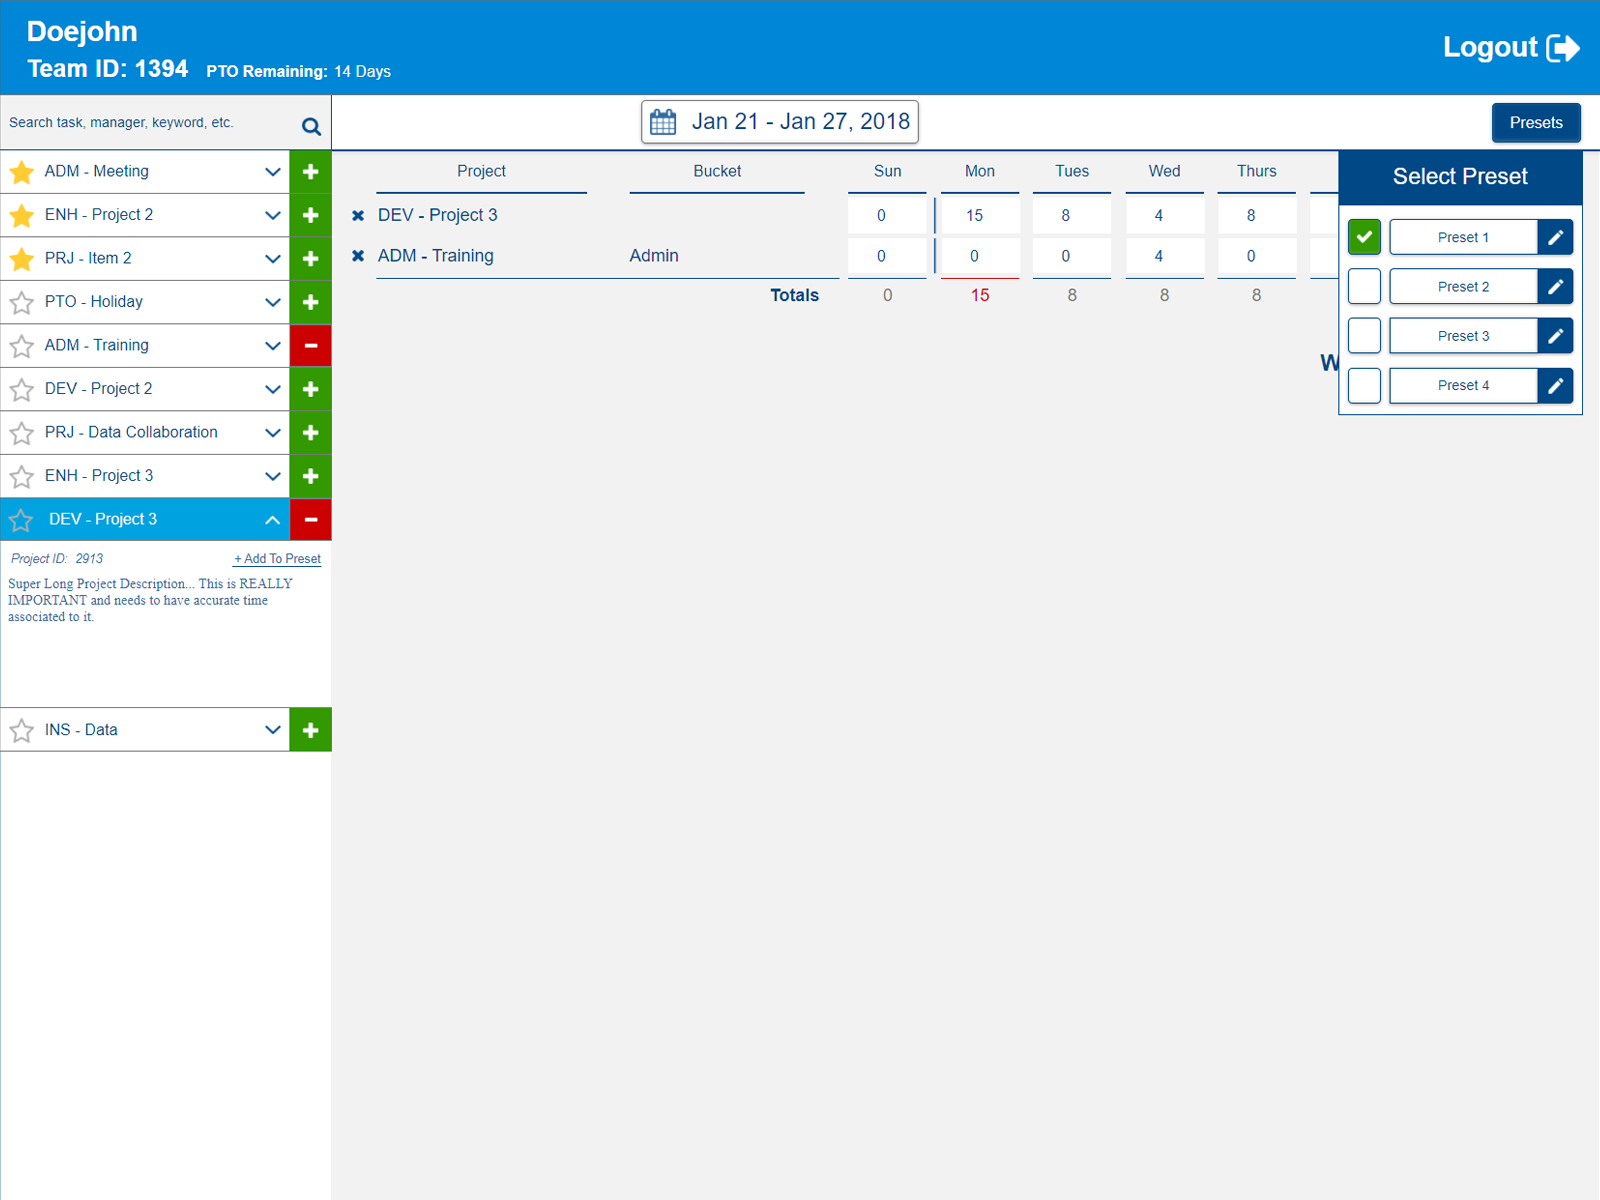 Doejohn
Team ID: 1394 PTO Remaining: 14 Days
Logout
Search task, manager, keyword, etc.
Jan 21 - Jan 27, 2018
Presets
ADM - Meeting
ENH - Project 2
PRJ - Item 2
PTO - Holiday
ADM - Training
DEV - Project 2
PRJ - Data Collaboration
ENH - Project 3
DEV - Project 3
Project ID: 2913 + Add To Preset
Super Long Project Description... This is REALLY
IMPORTANT and needs to have accurate time
associated to it.
INS - Data
Project Bucket Sun Mon Tues Wed Thurs
DEV - Project 3 0 15 8 4 8
ADM - Training Admin 0 0 0 4 0
Totals 0 15 8 8 8
W
Select Preset
Preset 1
Preset 2
Preset 3
Preset 4